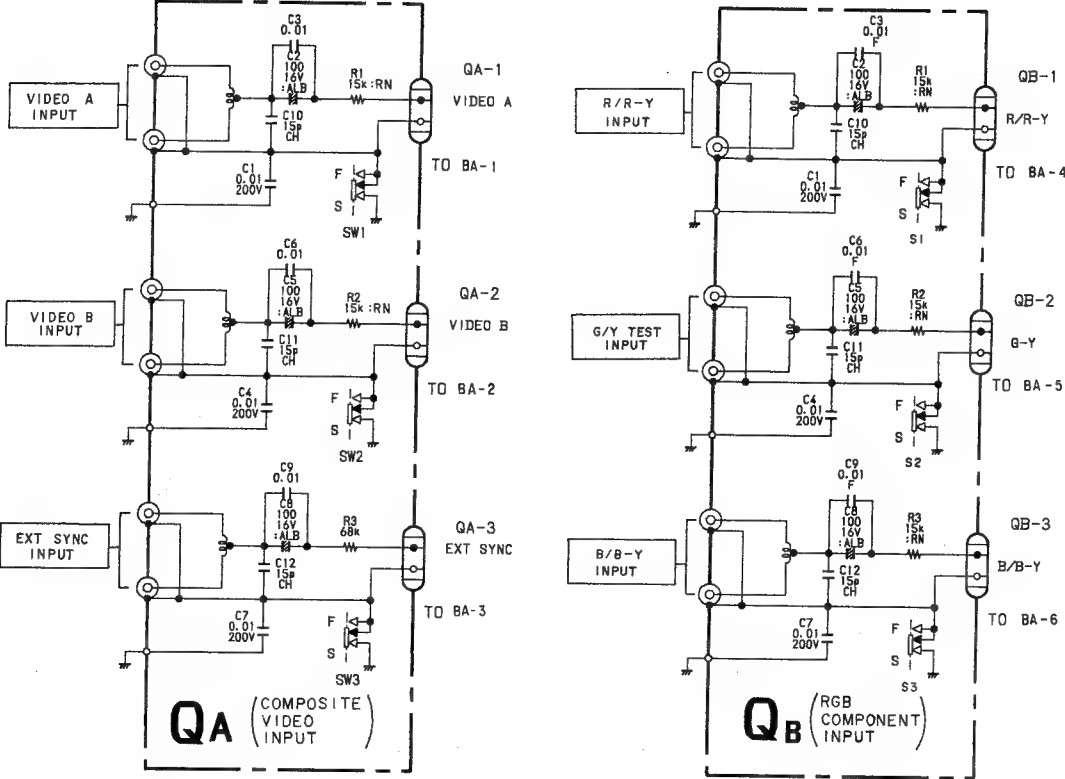 C3
0.01
C2
100
16V
:ALB
R1
15k :RN
QA-1
VIDEO A
VIDEO A
INPUT
C10
15p
CH
TO BA-1
C1
0.01
200V
F
S
SW1
C6
0.01
C5
100
16V
:ALB
R2
15k :RN
QA-2
VIDEO B
VIDEO B
INPUT
C11
15p
CH
TO BA-2
C4
0.01
200V
F
S
SW2
C9
0.01
C8
100
16V
:ALB
R3
68k
QA-3
EXT SYNC
EXT SYNC
INPUT
C12
15p
CH
TO BA-3
C7
0.01
200V
F
S
SW3
QA
COMPOSITE
VIDEO
INPUT
C3
0.01
F
C2
100
16V
:ALB
R1
15k
:RN
QB-1
R/R-Y
R/R-Y
INPUT
C10
15p
CH
TO BA-4
C1
0.01
200V
F
S
S1
C6
0.01
F
C5
100
16V
:ALB
R2
15k
:RN
QB-2
G-Y
G/Y TEST
INPUT
C11
15p
CH
TO BA-5
C4
0.01
200V
F
S
S2
C9
0.01
F
C8
100
16V
:ALB
R3
15k
:RN
QB-3
B/B-Y
B/B-Y
INPUT
C12
15p
CH
TO BA-6
C7
0.01
200V
F
S
S3
QB
RGB
COMPONENT
INPUT